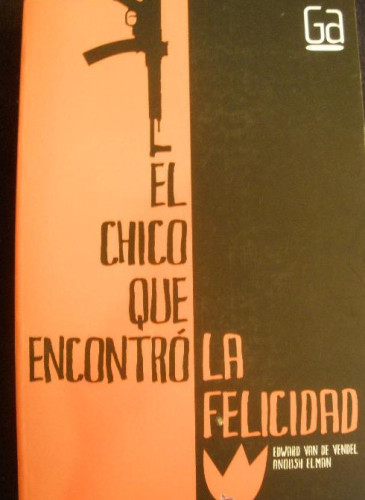 Ga
EL
CHICO
QUE
ENCONTRÓ
LA
FELICIDAD
EDWARD VAN DE VENDEL
ANOUSH ELMAN